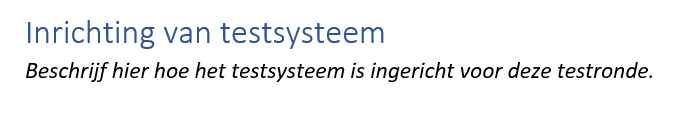 Inrichting van testsysteem
Beschrijf hier hoe het testsysteem is ingericht voor deze testronde.